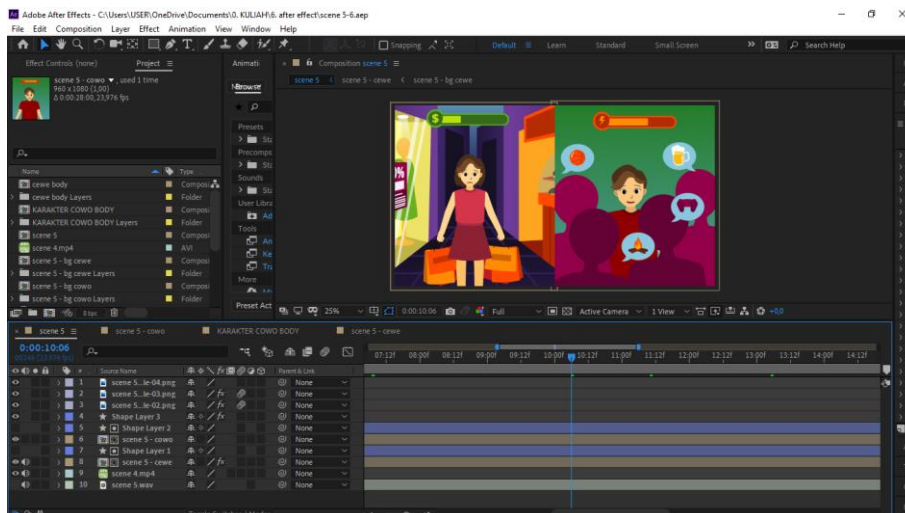 Adobe After Effects - C:\Users\USER\OneDrive\Documents\0. KULIAH\6. after effect\scene 5-6.aep
File Edit Composition Layer Effect Animation View Window Help
Snapping Default Learn Standard Small Screen Search Help
Effect Controls (none) Project
scene 5 - cowo , used 1 time
960 x 1080 (1,00)
Δ 0:00:28:00, 23,976 fps
Name Type
cewe body Composi
cewe body Layers Folder
KARAKTER COWO BODY Composi
KARAKTER COWO BODY Layers Folder
scene 5 Composi
scene 4.mp4 AVI
scene 5 - bg cewe Composi
scene 5 - bg cewe Layers Folder
scene 5 - bg cowo Composi
scene 5 - bg cowo Layers Folder
8 bpc
Animati
Browse
Presets
Sta
Precomps
Sta
Sounds
Sta
User Libra
Ad
Tools
An
Ke
Tra
More
Preset Act
Composition scene 5
scene 5 scene 5 - cewe scene 5 - bg cewe
$
%
25% 0:00:10:06 Full Active Camera 1 View +0,0
scene 5 scene 5 - cowo KARAKTER COWO BODY scene 5 - cewe
0:00:10:06
# Source Name Parent & Link
1 scene 5...le-04.png None
2 scene 5...le-03.png None
3 scene 5...le-02.png None
4 Shape Layer 3 None
5 Shape Layer 2 None
6 scene 5 - cowo None
7 Shape Layer 1 None
8 scene 5 - cewe None
9 scene 4.mp4 None
10 scene 5.wav None
07:12f 08:00f 08:12f 09:00f 09:12f 10:00f 10:12f 11:00f 11:12f 12:00f 12:12f 13:00f 13:12f 14:00f 14:12f